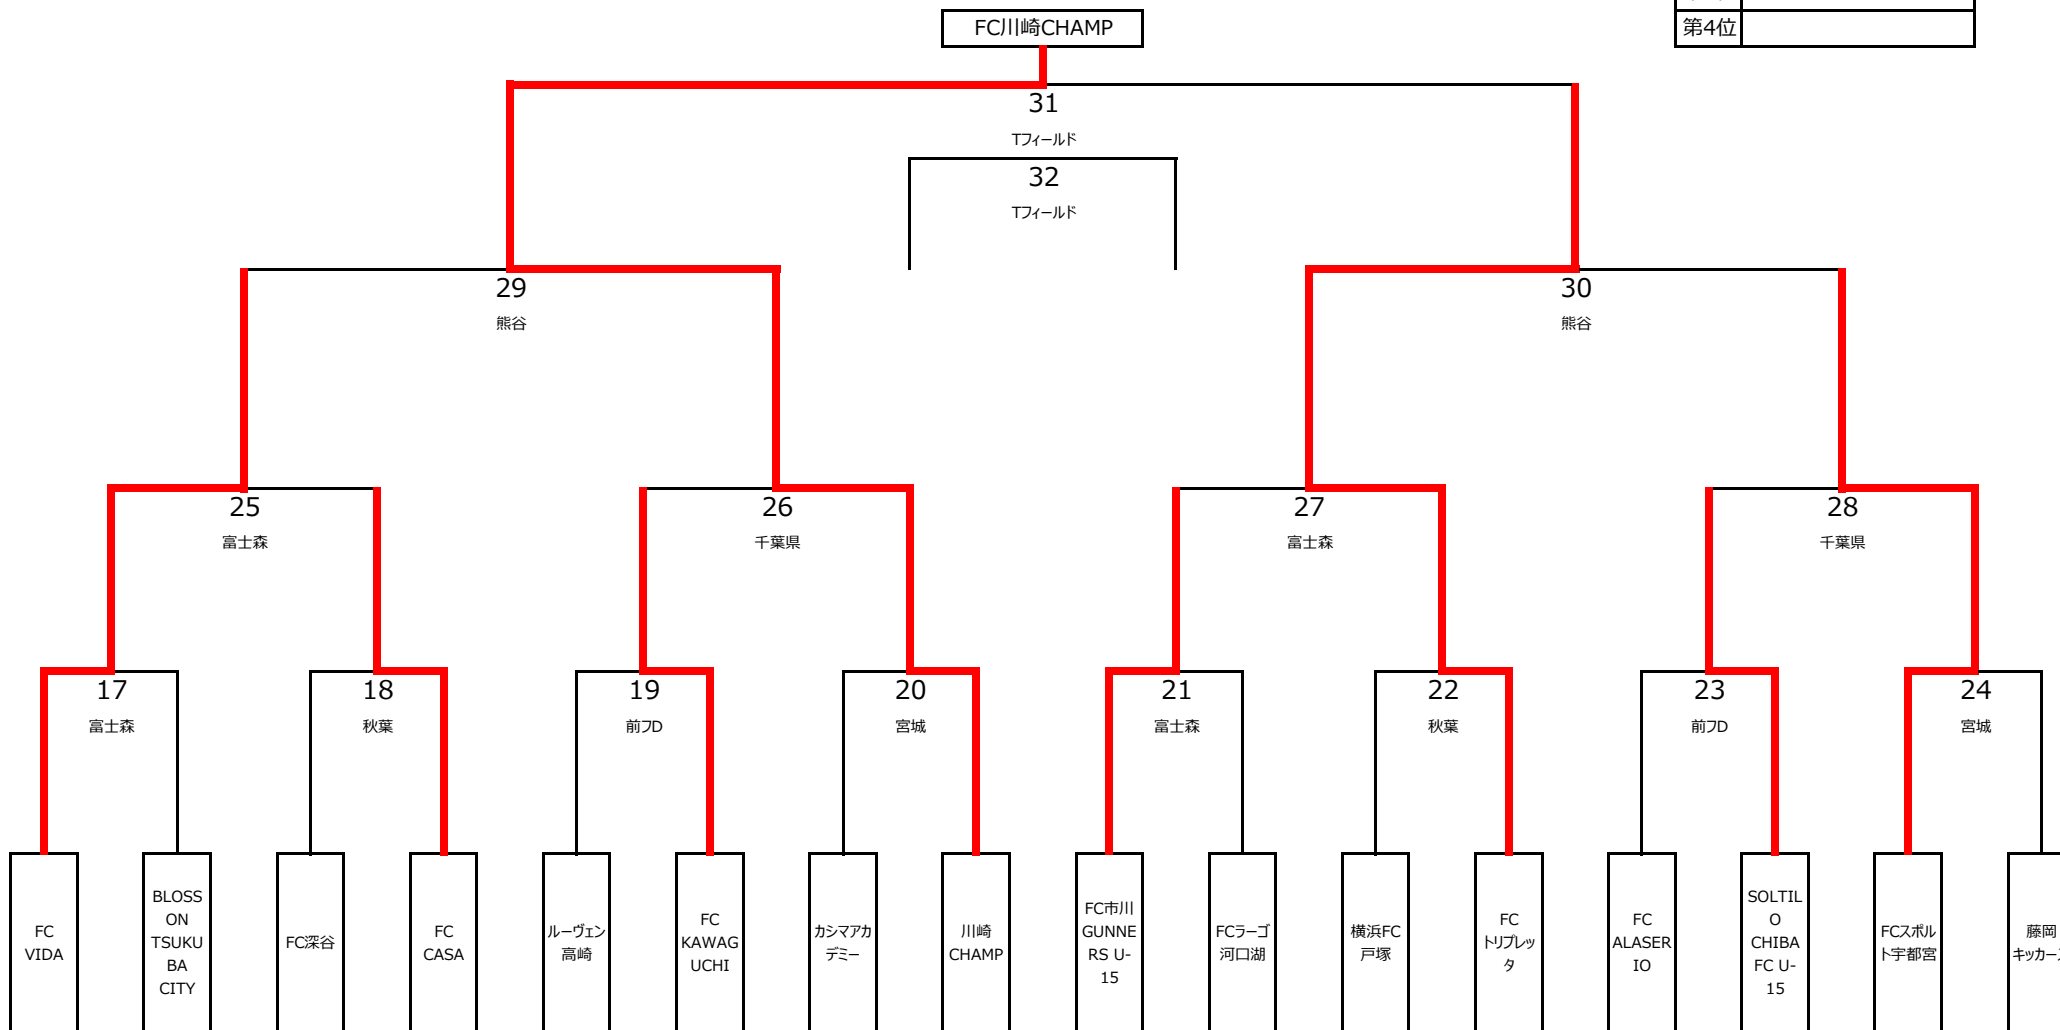 FC川崎CHAMP
第4位
31
Tフィールド
32
Tフィールド
29
熊谷
30
熊谷
25
富士森
26
千葉県
27
富士森
28
千葉県
17
富士森
18
秋葉
19
前フD
20
宮城
21
富士森
22
秋葉
23
前フD
24
宮城
FC
VIDA
BLOSS
ON
TSUKU
BA
CITY
FC深谷
FC
CASA
ルーヴェン
高崎
FC
KAWAG
UCHI
カシマアカ
デミー
川崎
CHAMP
FC市川
GUNNE
RS U-
15
FCラーゴ
河口湖
横浜FC
戸塚
FC
トリプレッ
タ
FC
ALASER
IO
SOLTIL
O
CHIBA
FC U-
15
FCスポル
ト宇都宮
藤岡
キッカーズ